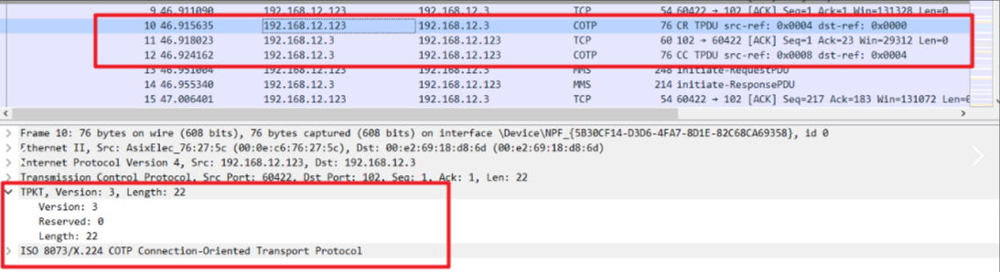 9 46.911090 192.168.12.123 192.168.12.3 TCP 54 60422 → 102 [ACK] Seq=1 Ack=1 Win=131328 Len=0
10 46.915635 192.168.12.123 192.168.12.3 COTP 76 CR TPDU src-ref: 0x0004 dst-ref: 0x0000
11 46.918023 192.168.12.3 192.168.12.123 TCP 60 102 → 60422 [ACK] Seq=1 Ack=23 Win=29312 Len=0
12 46.924162 192.168.12.3 192.168.12.123 COTP 76 CC TPDU src-ref: 0x0008 dst-ref: 0x0004
13 46.951004 192.168.12.123 192.168.12.3 MMS 248 initiate-RequestPDU
14 46.955340 192.168.12.3 192.168.12.123 MMS 214 initiate-ResponsePDU
15 47.006401 192.168.12.123 192.168.12.3 TCP 54 60422 → 102 [ACK] Seq=217 Ack=183 Win=131072 Len=
Frame 10: 76 bytes on wire (608 bits), 76 bytes captured (608 bits) on interface \Device\NPF_{5B30CF14-D3D6-4FA7-8D1E-82C68CA69358}, id 0
Ethernet II, Src: AsixElec_76:27:5c (00:0e:c6:76:27:5c), Dst: 00:e2:69:18:d8:6d (00:e2:69:18:d8:6d)
Internet Protocol Version 4, Src: 192.168.12.123, Dst: 192.168.12.3
Transmission Control Protocol, Src Port: 60422, Dst Port: 102, Seq: 1, Ack: 1, Len: 22
TPKT, Version: 3, Length: 22
Version: 3
Reserved: 0
Length: 22
ISO 8073/X.224 COTP Connection-Oriented Transport Protocol